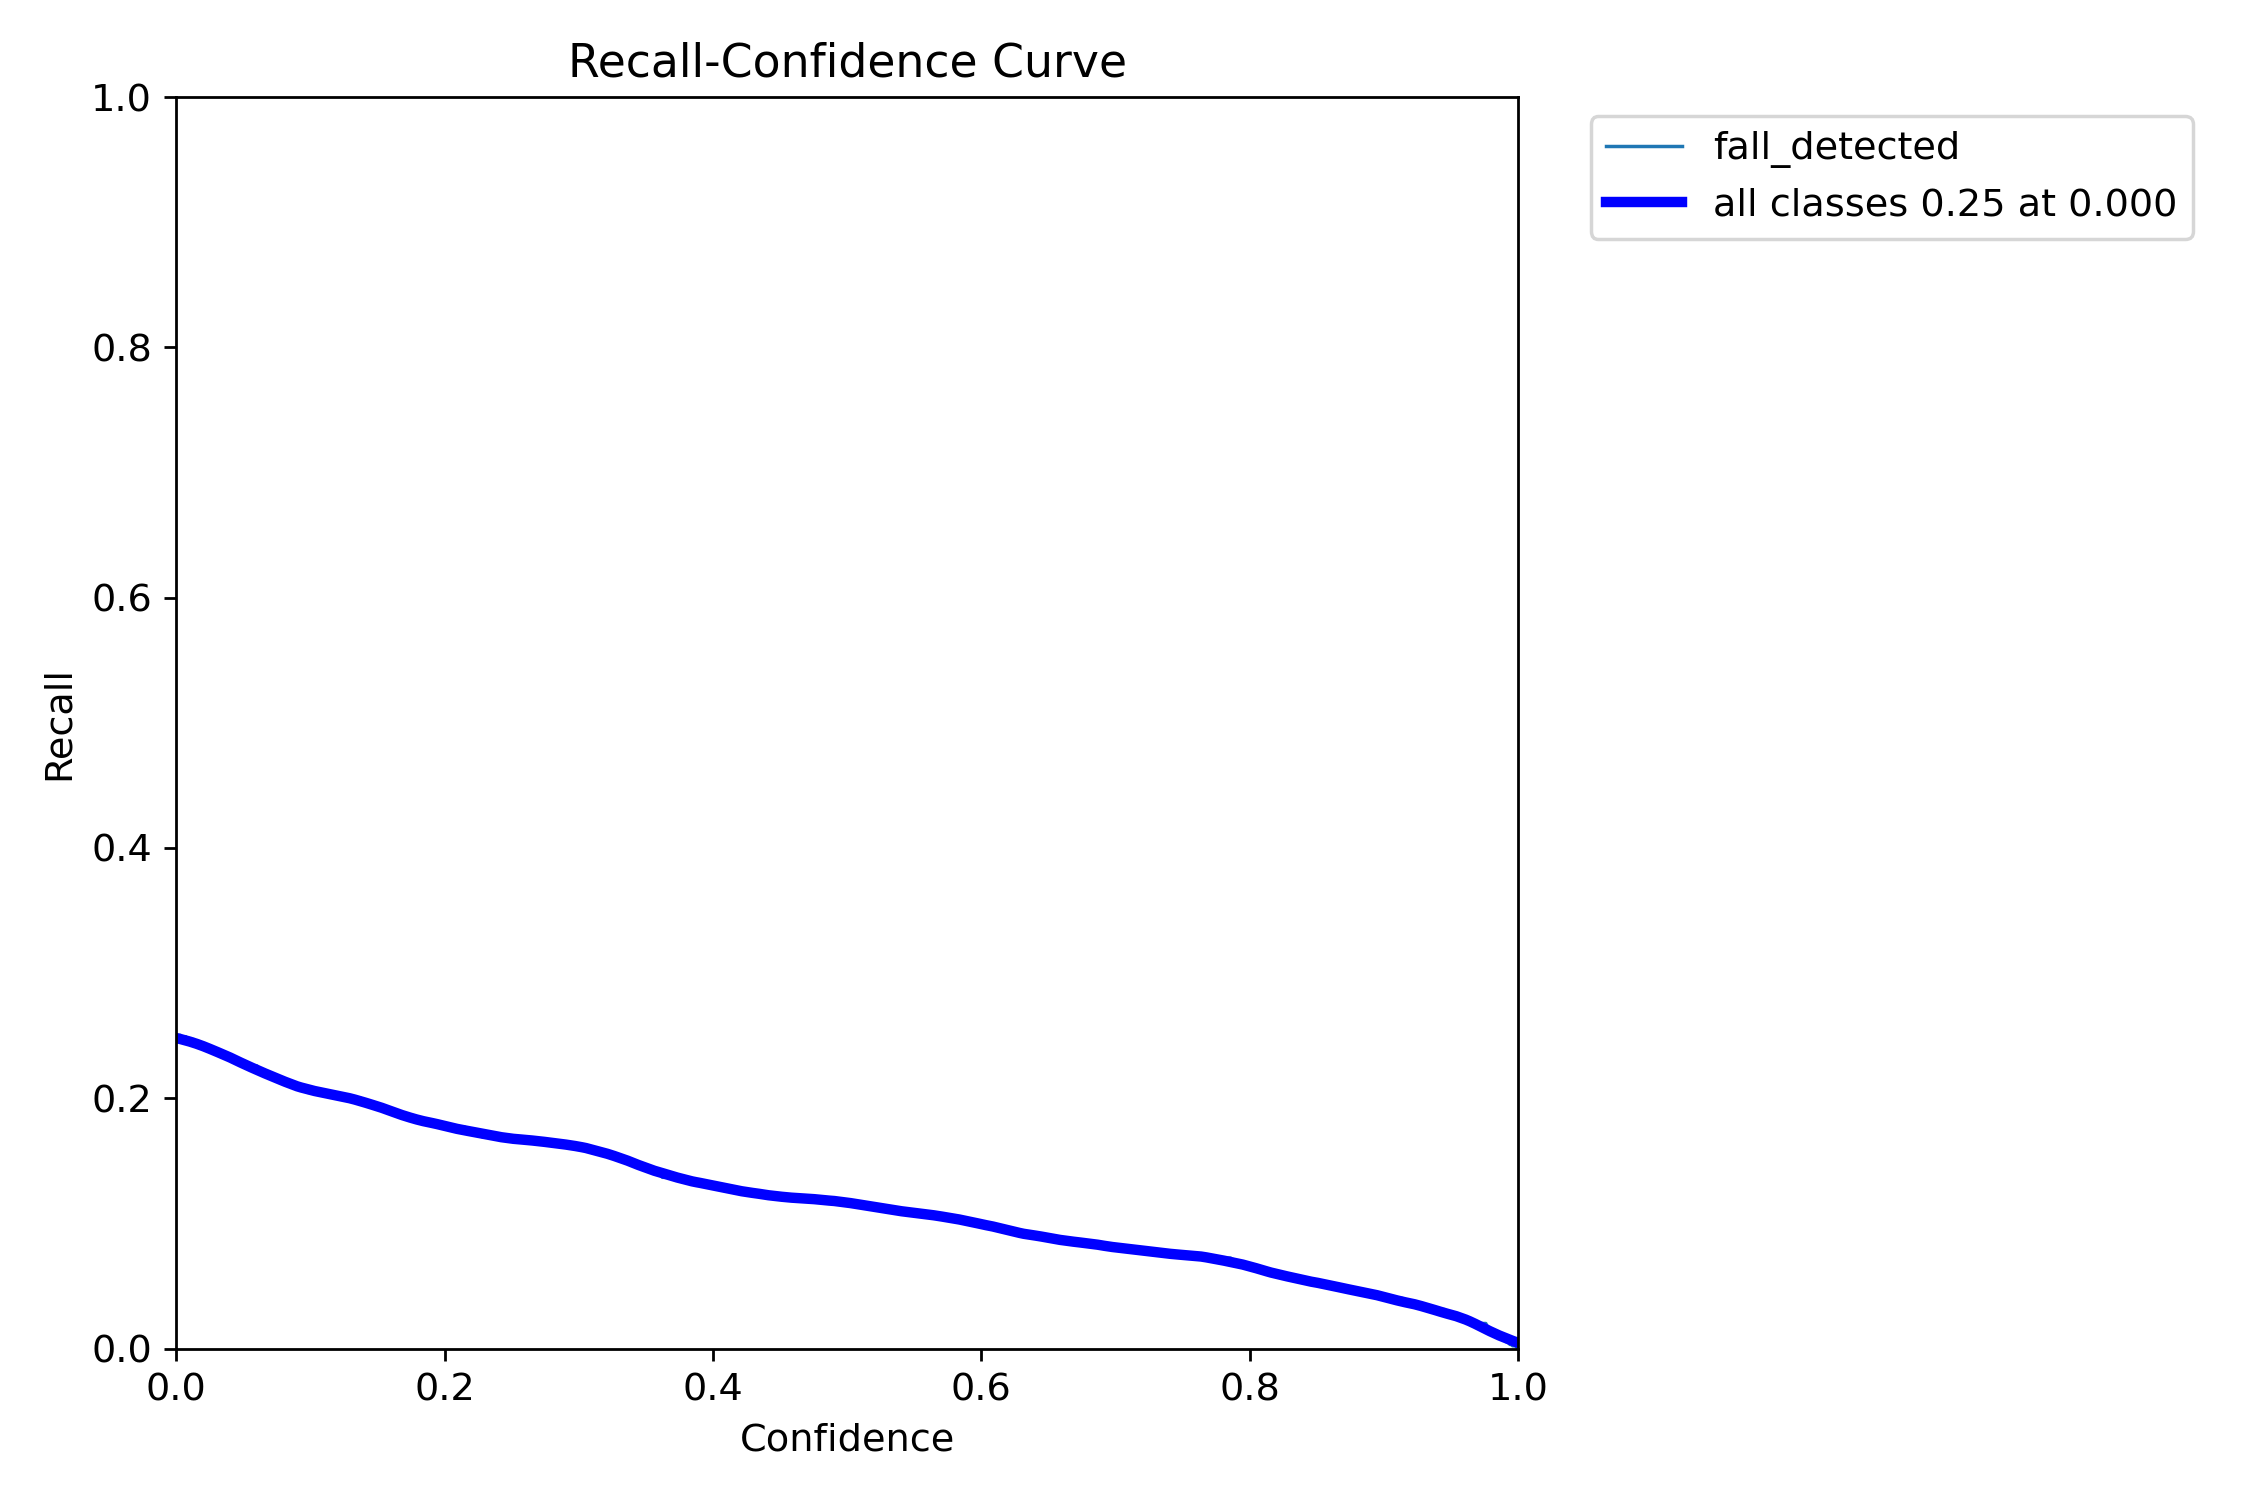 Recall-Confidence Curve
1.0
0.8
0.6
0.4
0.2
0.0
Recall
0.0 0.2 0.4 0.6 0.8 1.0
Confidence
fall_detected
all classes 0.25 at 0.000